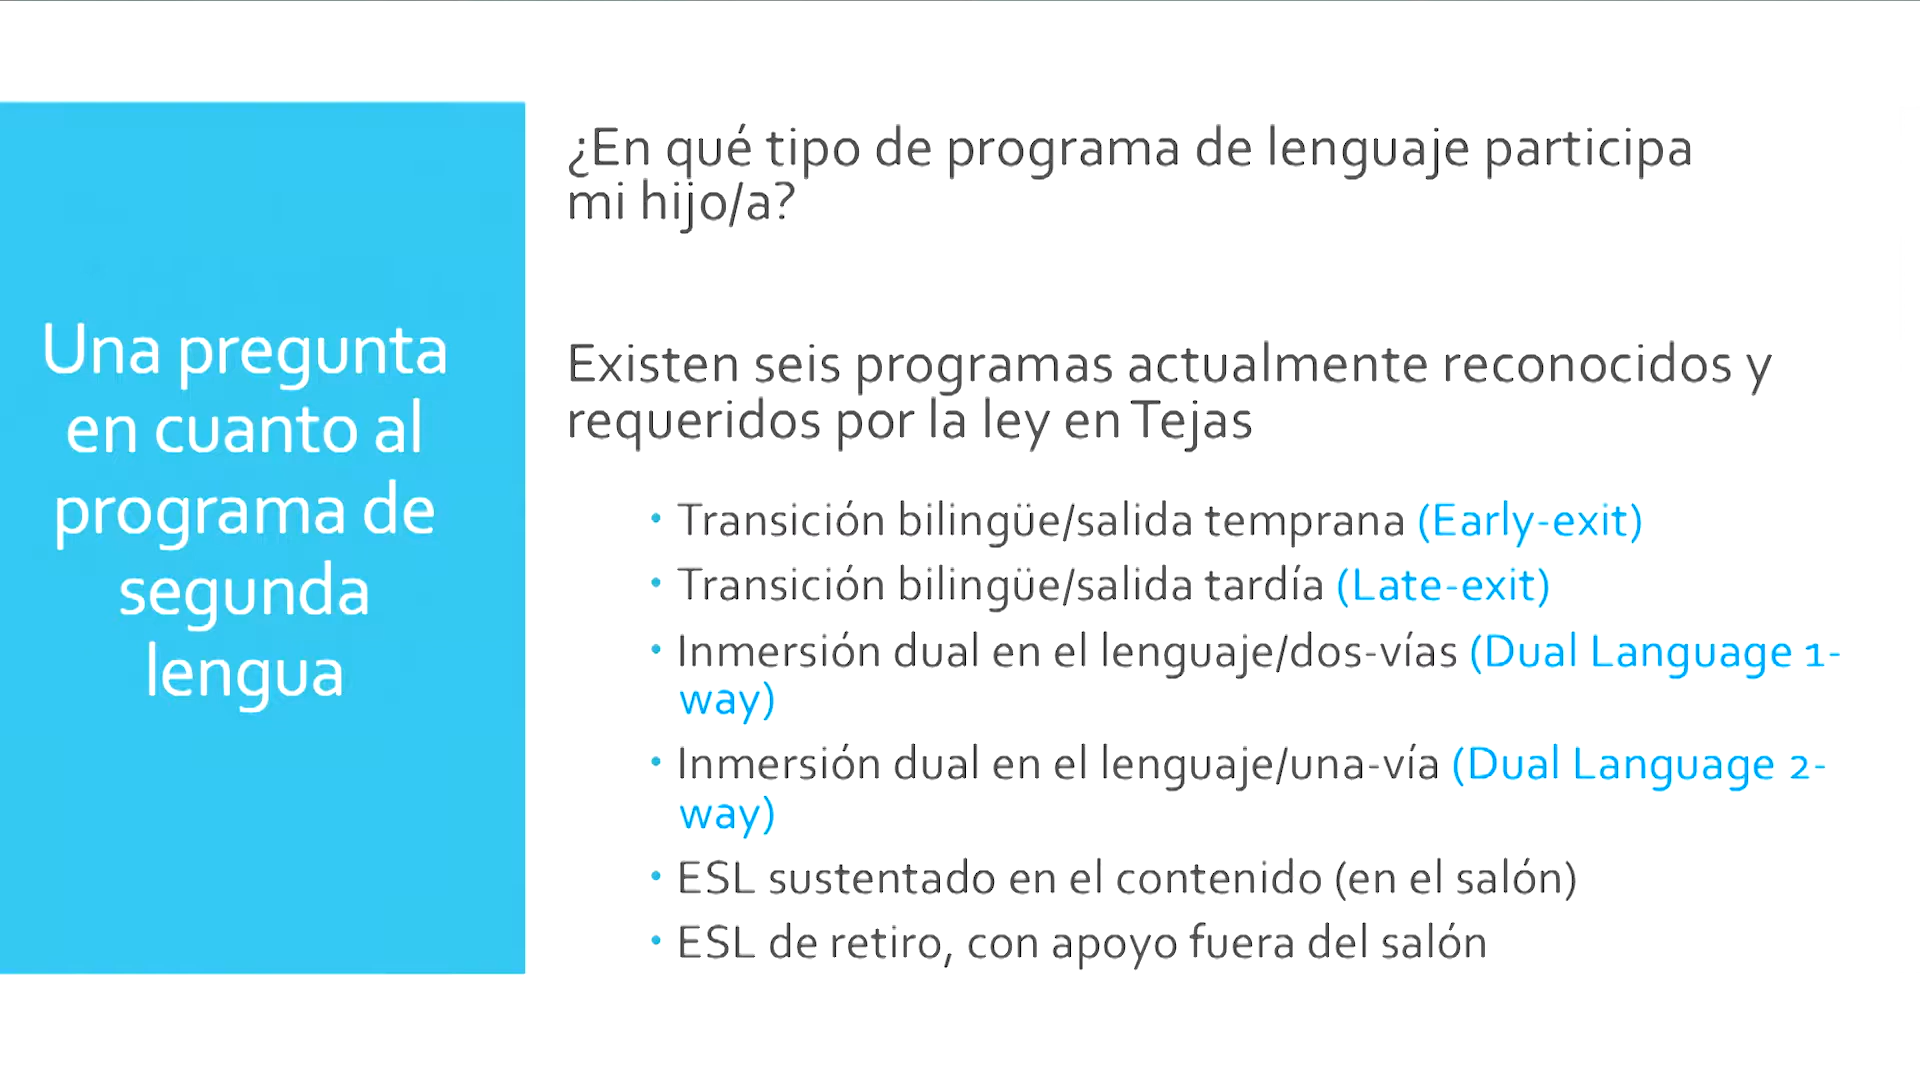 Una pregunta
en cuanto al
programa de
segunda
lengua
¿En qué tipo de programa de lenguaje participa
mi hijo/a?
Existen seis programas actualmente reconocidos y
requeridos por la ley en Tejas
• Transición bilingüe/salida temprana (Early-exit)
• Transición bilingüe/salida tardía (Late-exit)
• Inmersión dual en el lenguaje/dos-vías (Dual Language 1-
way)
• Inmersión dual en el lenguaje/una-vía (Dual Language 2-
way)
• ESL sustentado en el contenido (en el salón)
• ESL de retiro, con apoyo fuera del salón